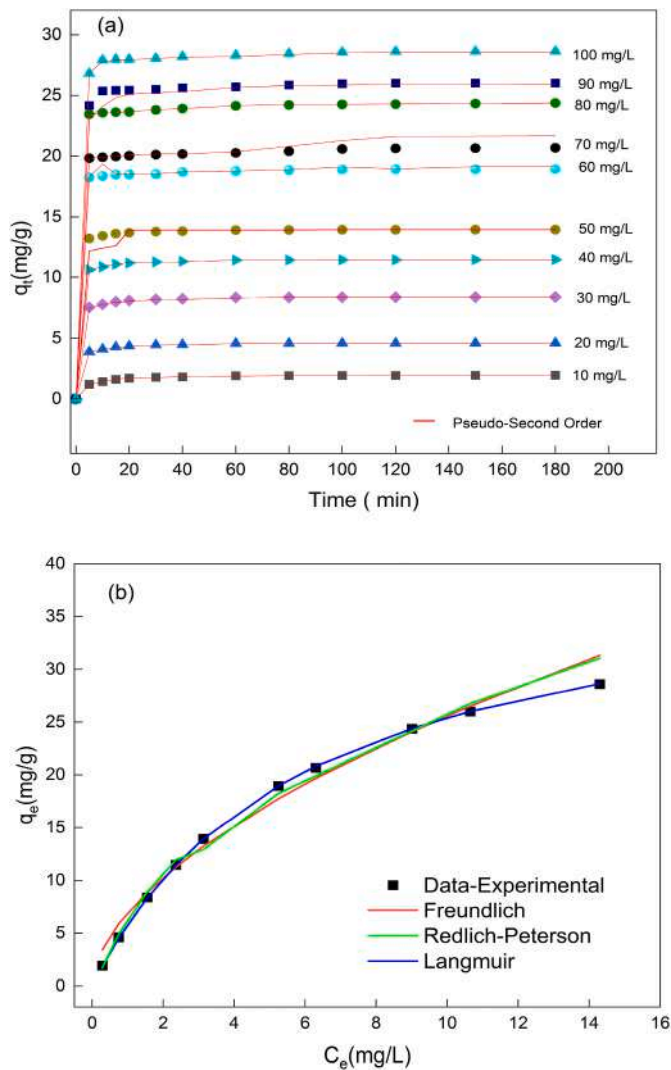 (a)
30
25
20
15
10
5
0
q_t(mg/g)
100 mg/L
90 mg/L
80 mg/L
70 mg/L
60 mg/L
50 mg/L
40 mg/L
30 mg/L
20 mg/L
10 mg/L
Pseudo-Second Order
0 20 40 60 80 100 120 140 160 180 200
Time ( min)
(b)
40
35
30
25
20
15
10
5
0
q_e(mg/g)
Data-Experimental
Freundlich
Redlich-Peterson
Langmuir
0 2 4 6 8 10 12 14 16
C_e(mg/L)